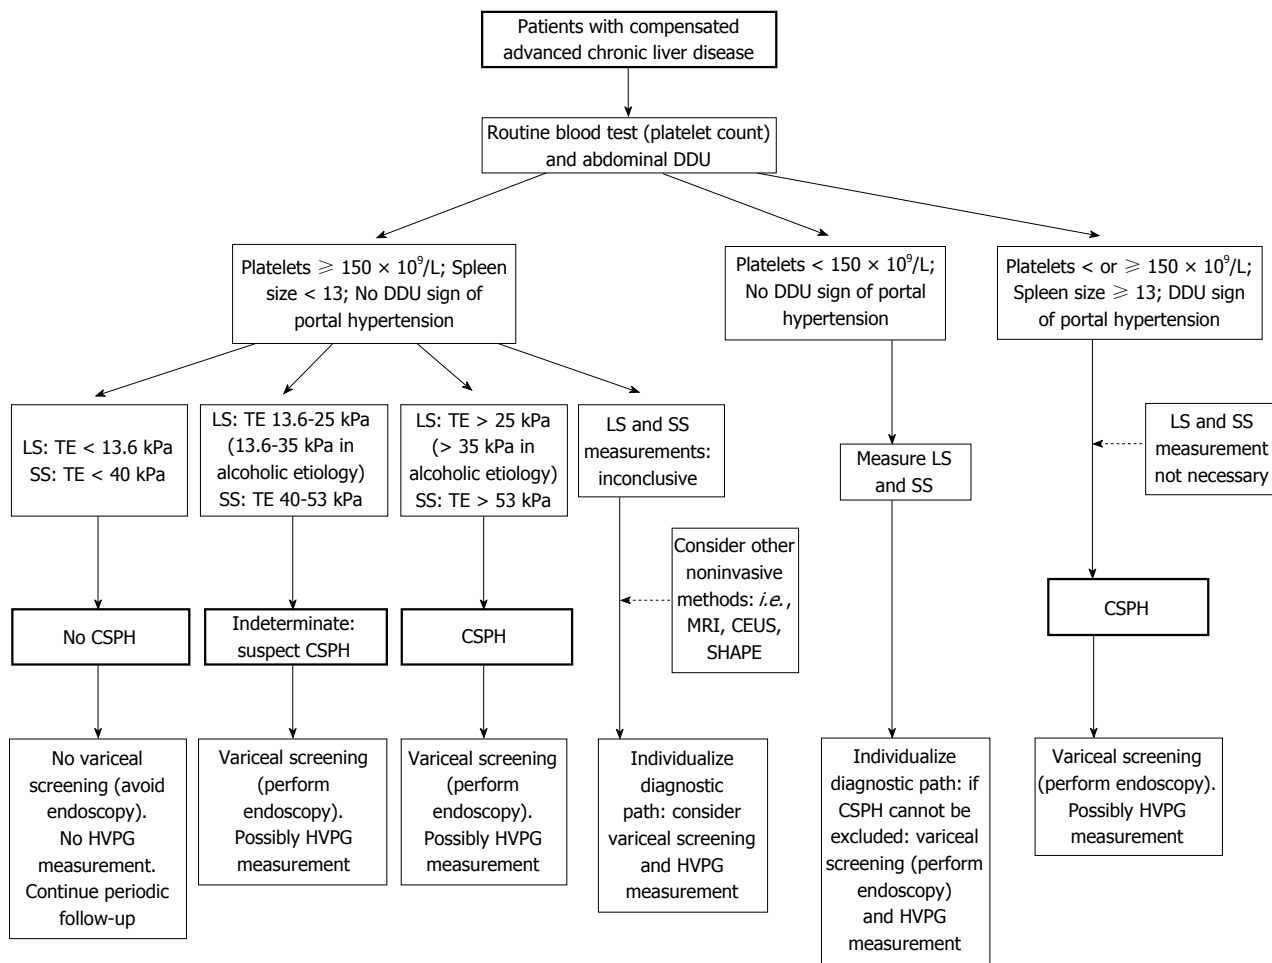 Patients with compensated
advanced chronic liver disease
Routine blood test (platelet count)
and abdominal DDU
Platelets ⩾ 150 × 10⁹/L; Spleen
size < 13; No DDU sign of
portal hypertension
Platelets < 150 × 10⁹/L;
No DDU sign of portal
hypertension
Platelets < or ⩾ 150 × 10⁹/L;
Spleen size ⩾ 13; DDU sign
of portal hypertension
LS: TE < 13.6 kPa
SS: TE < 40 kPa
LS: TE 13.6-25 kPa
(13.6-35 kPa in
alcoholic etiology)
SS: TE 40-53 kPa
LS: TE > 25 kPa
(> 35 kPa in
alcoholic etiology)
SS: TE > 53 kPa
LS and SS
measurements:
inconclusive
Measure LS
and SS
LS and SS
measurement
not necessary
Consider other
noninvasive
methods: i.e.,
MRI, CEUS,
SHAPE
No CSPH
Indeterminate:
suspect CSPH
CSPH
CSPH
No variceal
screening (avoid
endoscopy).
No HVPG
measurement.
Continue periodic
follow-up
Variceal screening
(perform
endoscopy).
Possibly HVPG
measurement
Variceal screening
(perform
endoscopy).
Possibly HVPG
measurement
Individualize
diagnostic
path: consider
variceal screening
and HVPG
measurement
Individualize
diagnostic path: if
CSPH cannot be
excluded: variceal
screening (perform
endoscopy)
and HVPG
measurement
Variceal screening
(perform endoscopy).
Possibly HVPG
measurement